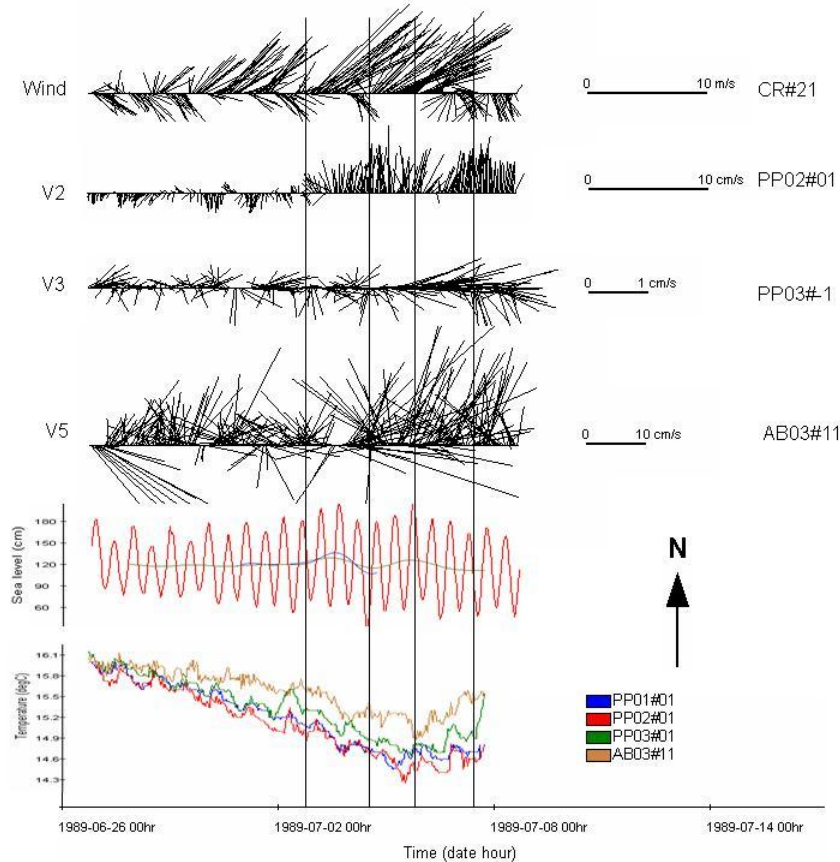 Wind
0 10 m/s
CR#21
V2
0 10 cm/s
PP02#01
V3
0 1 cm/s
PP03#-1
V5
0 10 cm/s
AB03#11
Sea level (cm)
180
150
120
90
60
N
Temperature (degC)
16.1
15.8
15.5
15.2
14.9
14.6
14.3
PP01#01
PP02#01
PP03#01
AB03#11
1989-06-26 00hr 1989-07-02 00hr 1989-07-08 00hr 1989-07-14 00hr
Time (date hour)